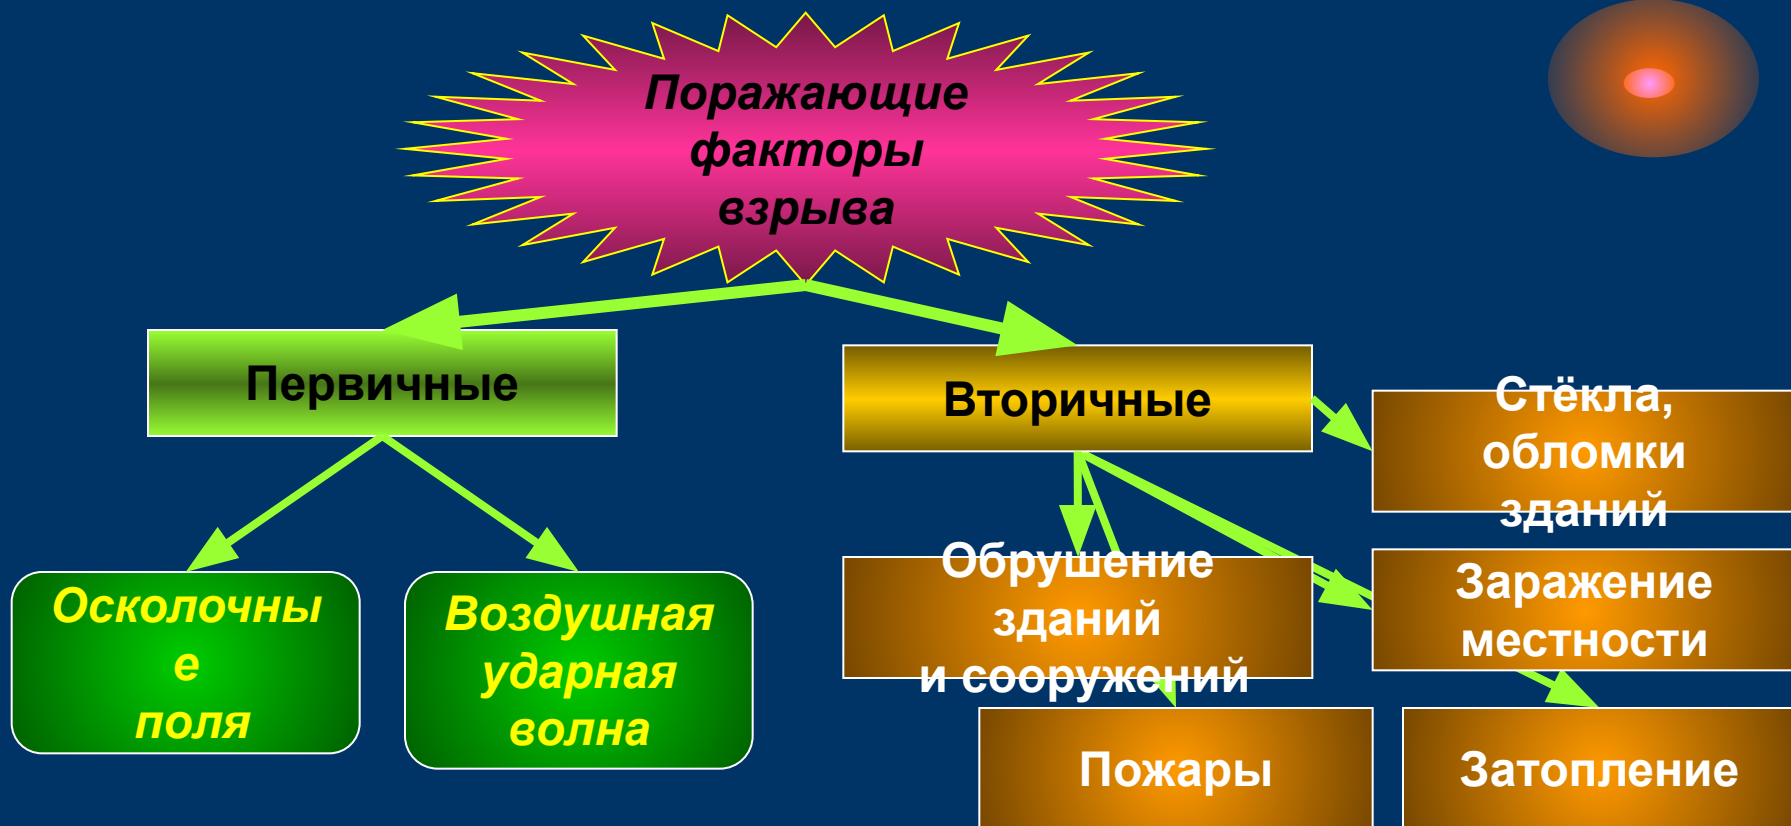 Поражающие
факторы
взрыва
Первичные
Вторичные
Стёкла,
обломки
зданий
Осколочны
е
поля
Воздушная
ударная
волна
Обрушение
зданий
и сооружений
Заражение
местности
Пожары
Затопление